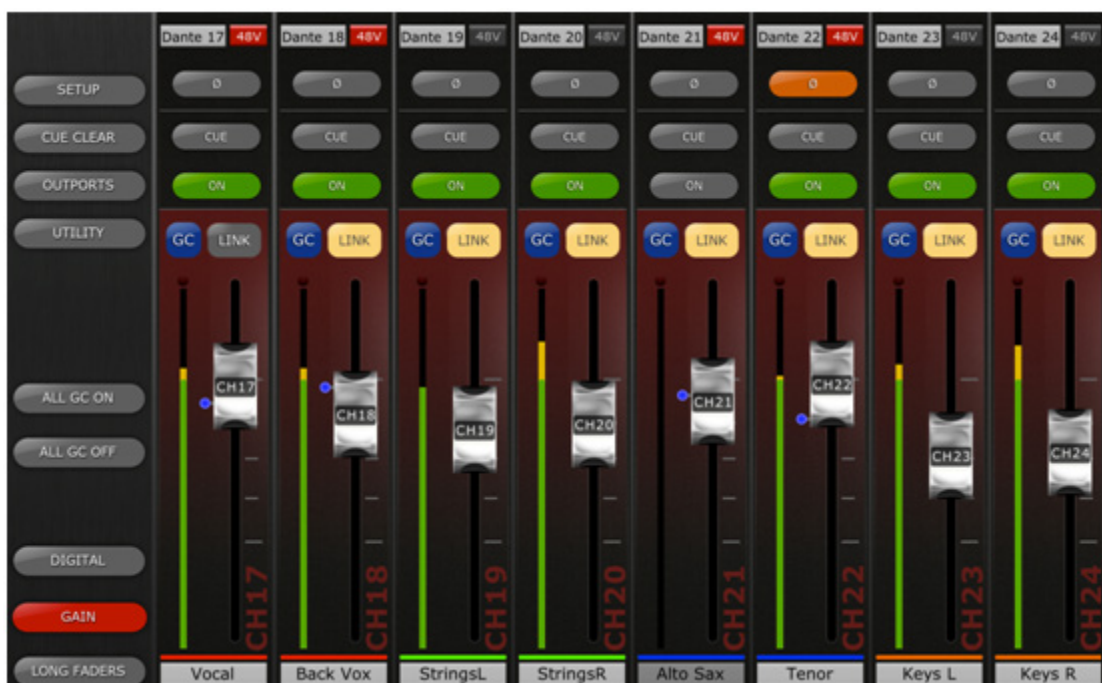 Dante 17 48V Dante 18 48V Dante 19 48V Dante 20 48V Dante 21 48V Dante 22 48V Dante 23 48V Dante 24 48V
SETUP Ø Ø Ø Ø Ø Ø Ø Ø
CUE CLEAR CUE CUE CUE CUE CUE CUE CUE CUE
OUTPORTS ON ON ON ON ON ON ON ON
UTILITY GC LINK GC LINK GC LINK GC LINK GC LINK GC LINK GC LINK GC LINK
ALL GC ON CH17 CH18 CH19 CH20 CH21 CH22 CH23 CH24
ALL GC OFF
DIGITAL
GAIN CH17 CH18 CH19 CH20 CH21 CH22 CH23 CH24
LONG FADERS Vocal Back Vox StringsL StringsR Alto Sax Tenor Keys L Keys R